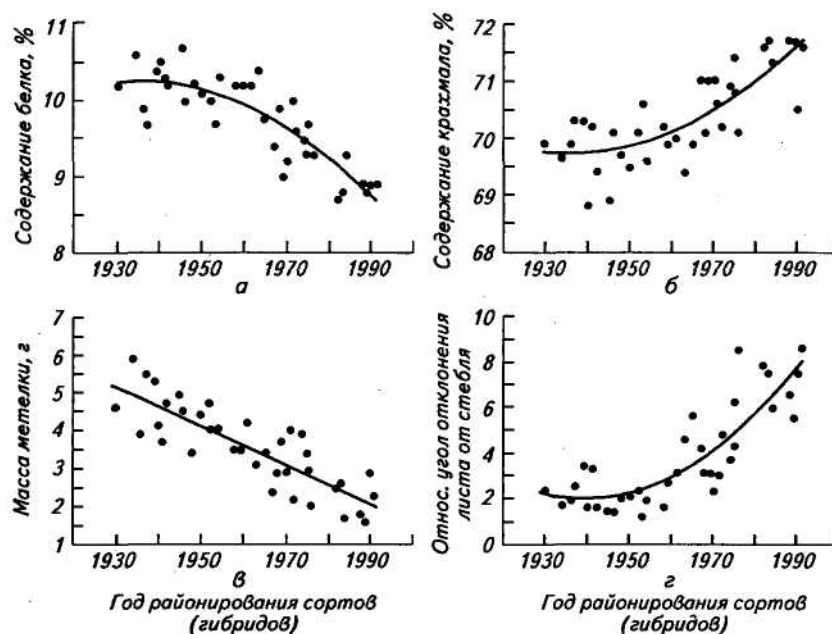 Содержание белка, %
11
10
9
8
1930 1950 1970 1990
а
Содержание крахмала, %
72
71
70
69
68
1930 1950 1970 1990
б
Масса метелки, г
7
6
5
4
3
2
1
1930 1950 1970 1990
в
Год районирования сортов
(гибридов)
Относ. угол отклонения
листа от стебля
10
8
6
4
2
0
1930 1950 1970 1990
г
Год районирования сортов
(гибридов)